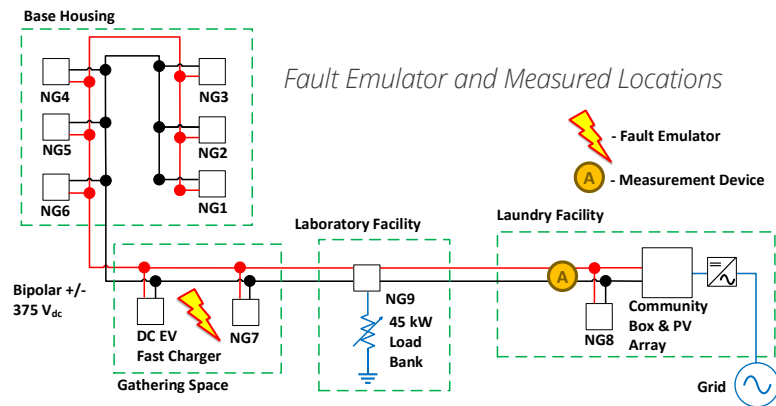 Base Housing
Fault Emulator and Measured Locations
NG4
NG3
NG5
NG2
NG6
NG1
- Fault Emulator
A
- Measurement Device
Laboratory Facility
Laundry Facility
A
Bipolar +/-
375 Vdc
DC EV
Fast Charger
NG7
Gathering Space
NG9
45 kW
Load
Bank
NG8
Community
Box & PV
Array
Grid